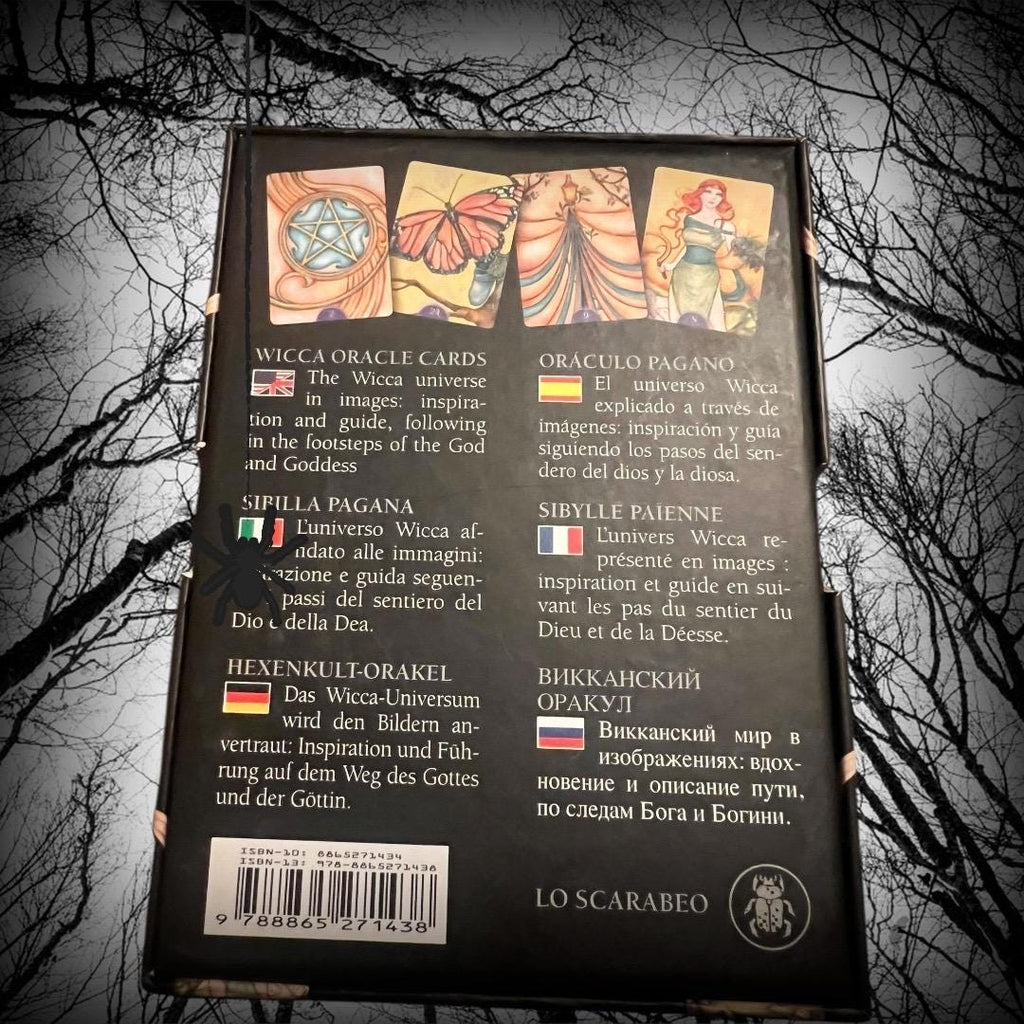 WICCA ORACLE CARDS
The Wicca universe
in images: inspira-
tion and guide, following
in the footsteps of the God
and Goddess
SIBILLA PAGANA
L'universo Wicca af-
idato alle immagini:
razione e guida seguen-
passi del sentiero del
Dio e della Dea.
HEXENKULT-ORAKEL
Das Wicca-Universum
wird den Bildern an-
vertraut: Inspiration und Füh-
rung auf dem Weg des Gottes
und der Göttin.
ISBN-10: 8865271434
ISBN-13: 978-8865271438
9 788865 271438
ORÁCULO PAGANO
El universo Wicca
explicado a través de
imágenes: inspiración y guía
siguiendo los pasos del sen-
dero del dios y la diosa.
SIBYLLE PAÏENNE
L'univers Wicca re-
présenté en images :
inspiration et guide en sui-
vant les pas du sentier du
Dieu et de la Déesse.
ВИККАНСКИЙ
ОРАКУЛ
Викканский мир в
изображениях: вдох-
новение и описание пути,
по следам Бога и Богини.
LO SCARABEO